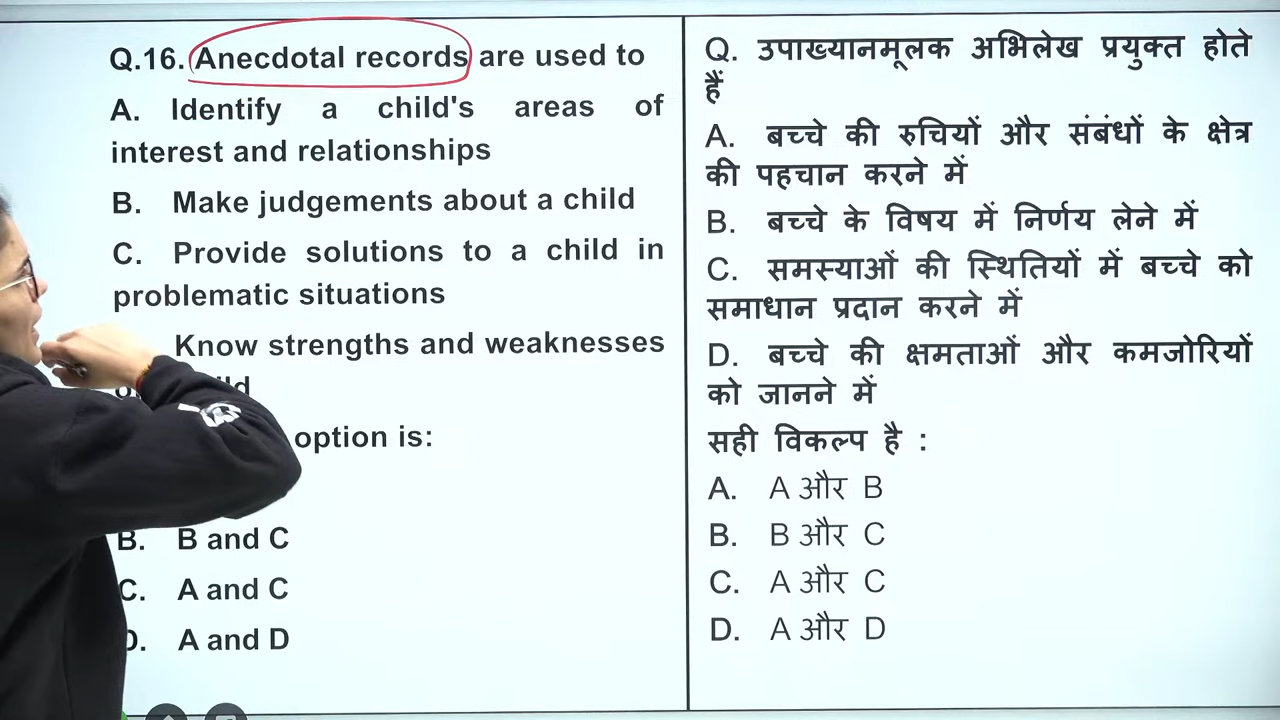 Q.16. Anecdotal records are used to
A. Identify a child's areas of
interest and relationships
B. Make judgements about a child
C. Provide solutions to a child in
problematic situations
Know strengths and weaknesses
option is:
B. B and C
C. A and C
D. A and D
Q. उपाख्यानमूलक अभिलेख प्रयुक्त होते
हैं
A. बच्चे की रुचियों और संबंधों के क्षेत्र
की पहचान करने में
B. बच्चे के विषय में निर्णय लेने में
C. समस्याओं की स्थितियों में बच्चे को
समाधान प्रदान करने में
D. बच्चे की क्षमताओं और कमजोरियों
को जानने में
सही विकल्प है :
A. A और B
B. B और C
C. A और C
D. A और D